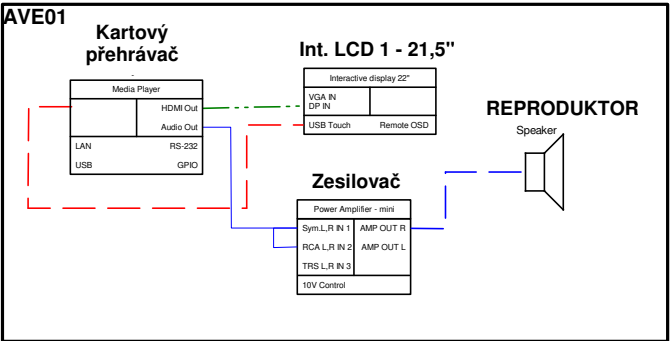 AVE01
Kartový
přehrávač
Media Player
HDMI Out
Audio Out
LAN RS-232
USB GPIO
Int. LCD 1 - 21,5"
Interactive display 22"
VGA IN
DP IN
USB Touch Remote OSD
REPRODUKTOR
Speaker
Zesilovač
Power Amplifier - mini
Sym.L,R IN 1 AMP OUT R
RCA L,R IN 2 AMP OUT L
TRS L,R IN 3
10V Control